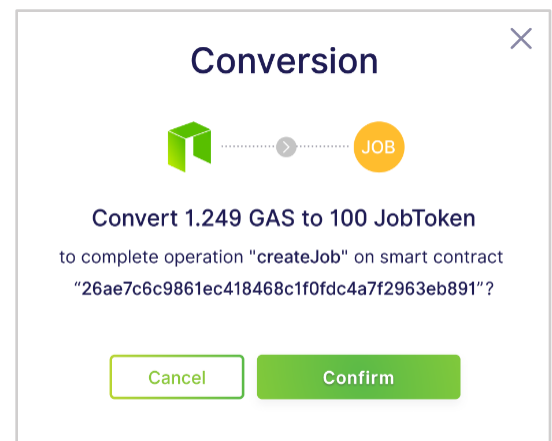 Conversion
JOB
Convert 1.249 GAS to 100 JobToken
to complete operation "createJob" on smart contract
“26ae7c6c9861ec418468c1f0fdc4a7f2963eb891”?
Cancel
Confirm